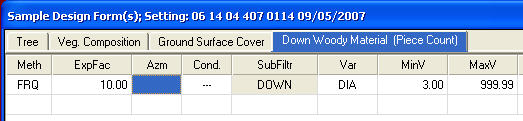 Sample Design Form(s); Setting: 06 14 04 407 0114 09/05/2007
Tree Veg. Composition Ground Surface Cover Down Woody Material (Piece Count)
Meth ExpFac Azm Cond. SubFiltr Var MinV MaxV
FRQ 10.00 --- DOWN DIA 3.00 999.99